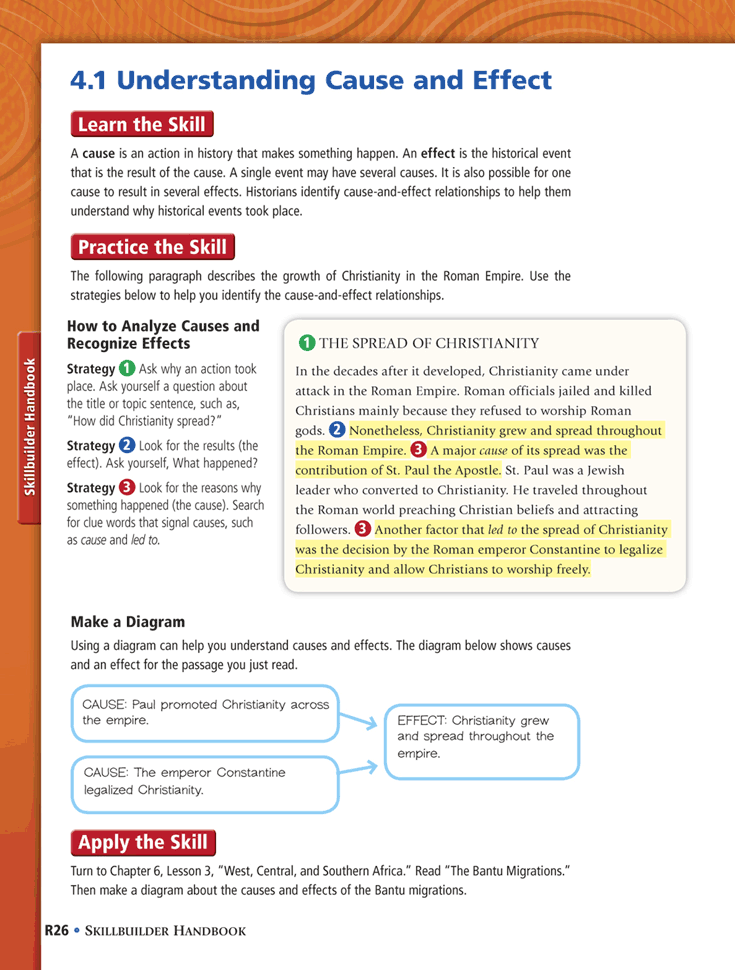 4.1 Understanding Cause and Effect
Learn the Skill
A cause is an action in history that makes something happen. An effect is the historical event
that is the result of the cause. A single event may have several causes. It is also possible for one
cause to result in several effects. Historians identify cause-and-effect relationships to help them
understand why historical events took place.
Practice the Skill
The following paragraph describes the growth of Christianity in the Roman Empire. Use the
strategies below to help you identify the cause-and-effect relationships.
How to Analyze Causes and
Recognize Effects
Strategy 1 Ask why an action took
place. Ask yourself a question about
the title or topic sentence, such as,
“How did Christianity spread?”
Strategy 2 Look for the results (the
effect). Ask yourself, What happened?
Strategy 3 Look for the reasons why
something happened (the cause). Search
for clue words that signal causes, such
as cause and led to.
1 THE SPREAD OF CHRISTIANITY
In the decades after it developed, Christianity came under
attack in the Roman Empire. Roman officials jailed and killed
Christians mainly because they refused to worship Roman
gods. 2 Nonetheless, Christianity grew and spread throughout
the Roman Empire. 3 A major cause of its spread was the
contribution of St. Paul the Apostle. St. Paul was a Jewish
leader who converted to Christianity. He traveled throughout
the Roman world preaching Christian beliefs and attracting
followers. 3 Another factor that led to the spread of Christianity
was the decision by the Roman emperor Constantine to legalize
Christianity and allow Christians to worship freely.
Make a Diagram
Using a diagram can help you understand causes and effects. The diagram below shows causes
and an effect for the passage you just read.
CAUSE: Paul promoted Christianity across
the empire.
CAUSE: The emperor Constantine
legalized Christianity.
EFFECT: Christianity grew
and spread throughout the
empire.
Apply the Skill
Turn to Chapter 6, Lesson 3, “West, Central, and Southern Africa.” Read “The Bantu Migrations.”
Then make a diagram about the causes and effects of the Bantu migrations.
R26 • SKILLBUILDER HANDBOOK
Skillbuilder Handbook